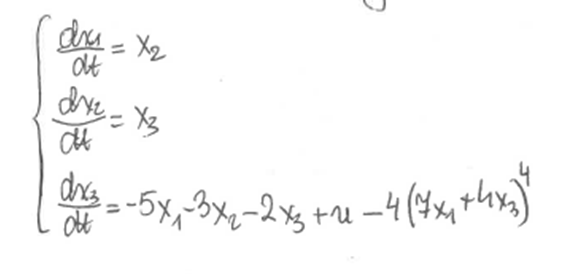 dx₁/dt = x₂
dx₂/dt = x₃
dx₃/dt = -5x₁-3x₂-2x₃+u-4(7x₁+4x₃)⁴